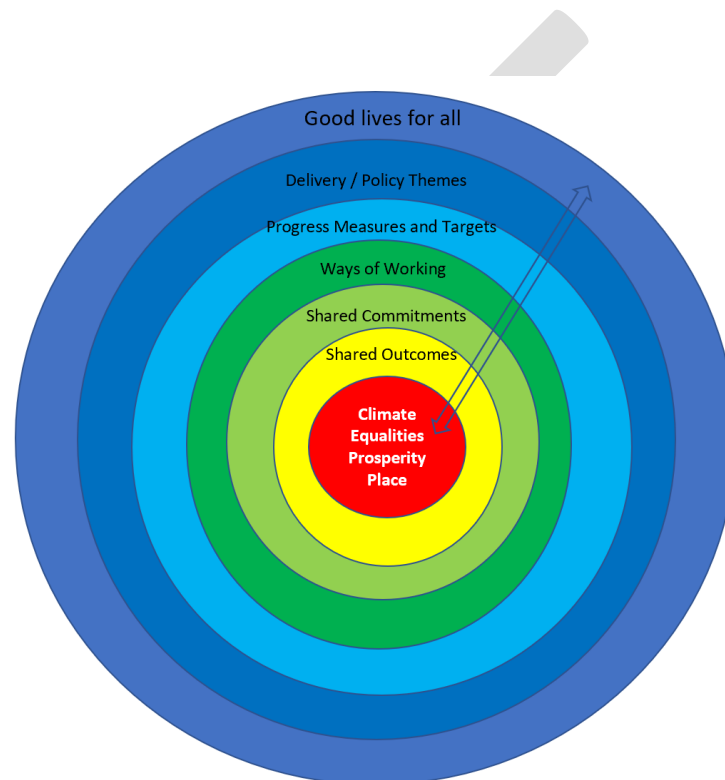 Good lives for all
Delivery / Policy Themes
Progress Measures and Targets
Ways of Working
Shared Commitments
Shared Outcomes
Climate
Equalities
Prosperity
Place